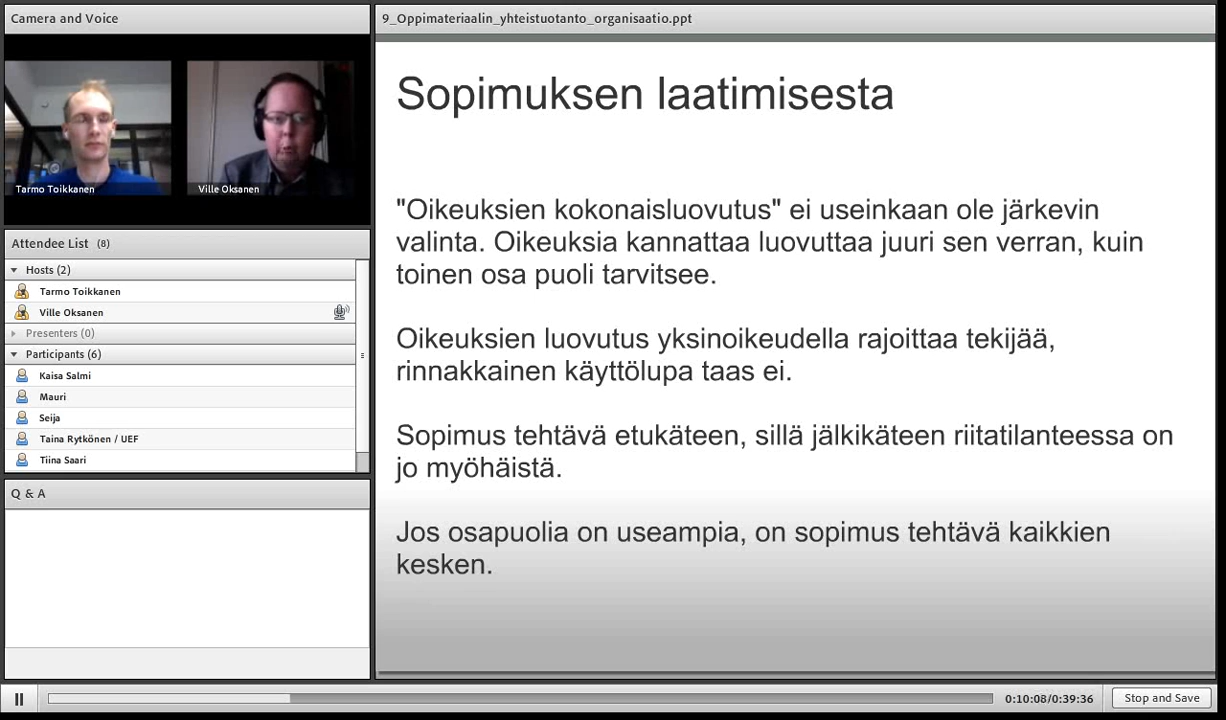 Camera and Voice
Tarmo Toikkanen
Ville Oksanen
Attendee List (8)
Hosts (2)
Tarmo Toikkanen
Ville Oksanen
Presenters (0)
Participants (6)
Kaisa Salmi
Mauri
Seija
Taina Rytkönen / UEF
Tiina Saari
Q & A
9_Oppimateriaalin_yhteistuotanto_organisaatio.ppt
Sopimuksen laatimisesta
"Oikeuksien kokonaisluovutus" ei useinkaan ole järkevin
valinta. Oikeuksia kannattaa luovuttaa juuri sen verran, kuin
toinen osa puoli tarvitsee.
Oikeuksien luovutus yksinoikeudella rajoittaa tekijää,
rinnakkainen käyttölupa taas ei.
Sopimus tehtävä etukäteen, sillä jälkikäteen riitatilanteessa on
jo myöhäistä.
Jos osapuolia on useampia, on sopimus tehtävä kaikkien
kesken.
0:10:08/0:39:36
Stop and Save